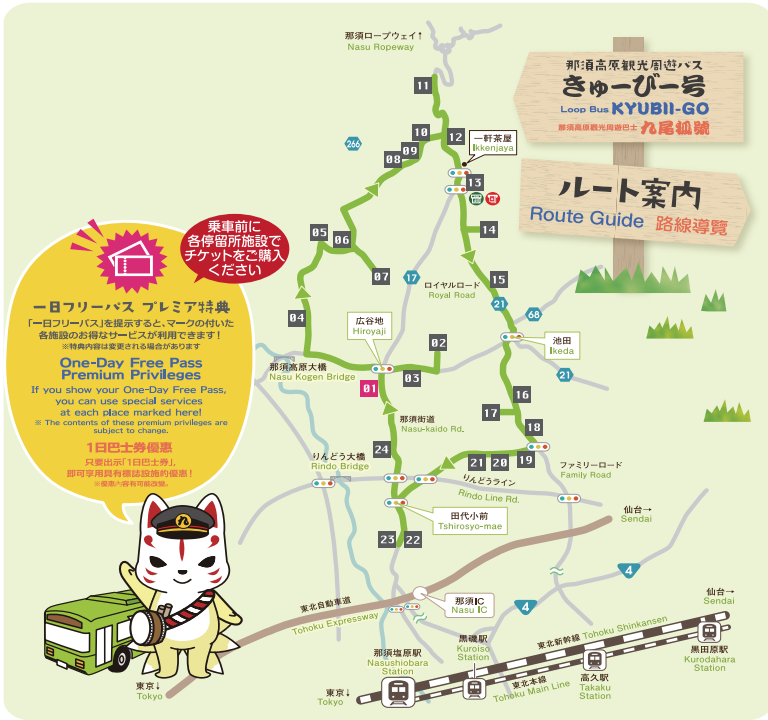 那須ロープウェイ↑
Nasu Ropeway
那須高原観光周遊バス
きゅーびー号
Loop Bus KYUBII-GO
那須高原觀光周遊巴士 九尾狐號
ルート案内
Route Guide 路線導覽
11
10
12
09
08
266
一軒茶屋
Ikkenjaya
13
14
05
06
07
04
15
17
ロイヤルロード
Royal Road
21
68
池田
Ikeda
21
広谷地
Hiroyaji
02
03
01
那須高原大橋
Nasu Kogen Bridge
16
17
18
那須街道
Nasu-kaido Rd.
24
21
20
19
りんどう大橋
Rindo Bridge
りんどうライン
Rindo Line Rd.
ファミリーロード
Family Road
田代小前
Tshirosyo-mae
23
22
仙台→
Sendai
4
4
那須IC
Nasu IC
東北自動車道
Tohoku Expressway
東京↓
Tokyo
那須塩原駅
Nasushiobara
Station
黒磯駅
Kuroiso
Station
東北新幹線 Tohoku Shinkansen
東北本線
Tohoku Main Line
高久駅
Takaku
Station
黒田原駅
Kurodahara
Station
仙台→
Sendai
東京↓
Tokyo
乗車前に
各停留所施設で
チケットをご購入
ください
一日フリーパス プレミア特典
「一日フリーパス」を提示すると、マークの付いた
各施設のお得なサービスが利用できます!
※特典内容は変更される場合があります
One-Day Free Pass
Premium Privileges
If you show your One-Day Free Pass,
you can use special services
at each place marked here!
※ The contents of these premium privileges are
subject to change.
1日巴士券優惠
只要出示「1日巴士券」,
即可享用具有標誌設施的優惠!
※優惠內容有可能改變。
九